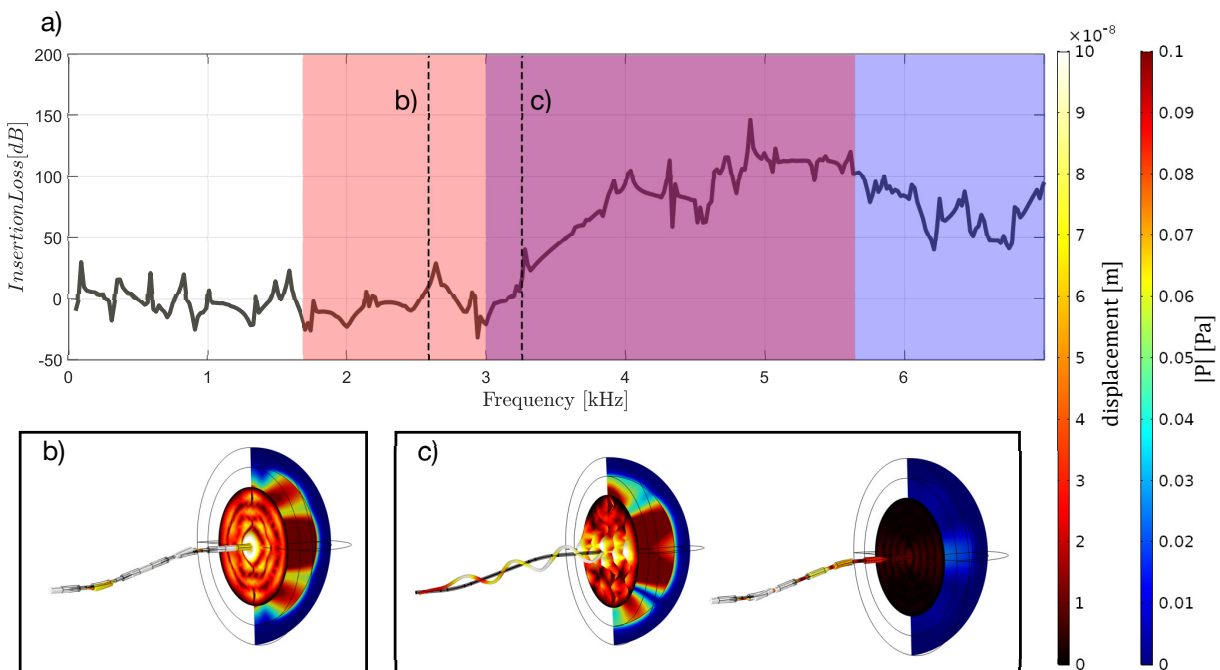 a)
200
150
100
50
0
-50
InsertionLoss[dB]
b)
c)
0 1 2 3 4 5 6
Frequency [kHz]
×10⁻⁸
10
9
8
7
6
5
4
3
2
1
0
displacement [m]
0.1
0.09
0.08
0.07
0.06
0.05
0.04
0.03
0.02
0.01
0
|P| [Pa]
b)
c)